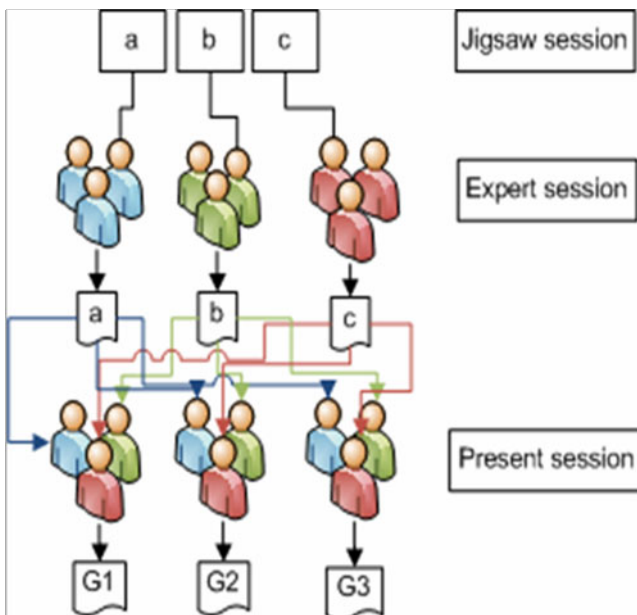 a b c Jigsaw session
Expert session
a b c
Present session
G1 G2 G3